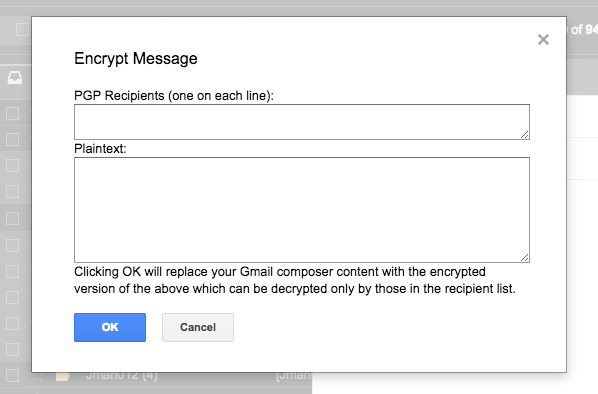 of 94
Encrypt Message
PGP Recipients (one on each line):
Plaintext:
Clicking OK will replace your Gmail composer content with the encrypted
version of the above which can be decrypted only by those in the recipient list.
OK Cancel
(4)